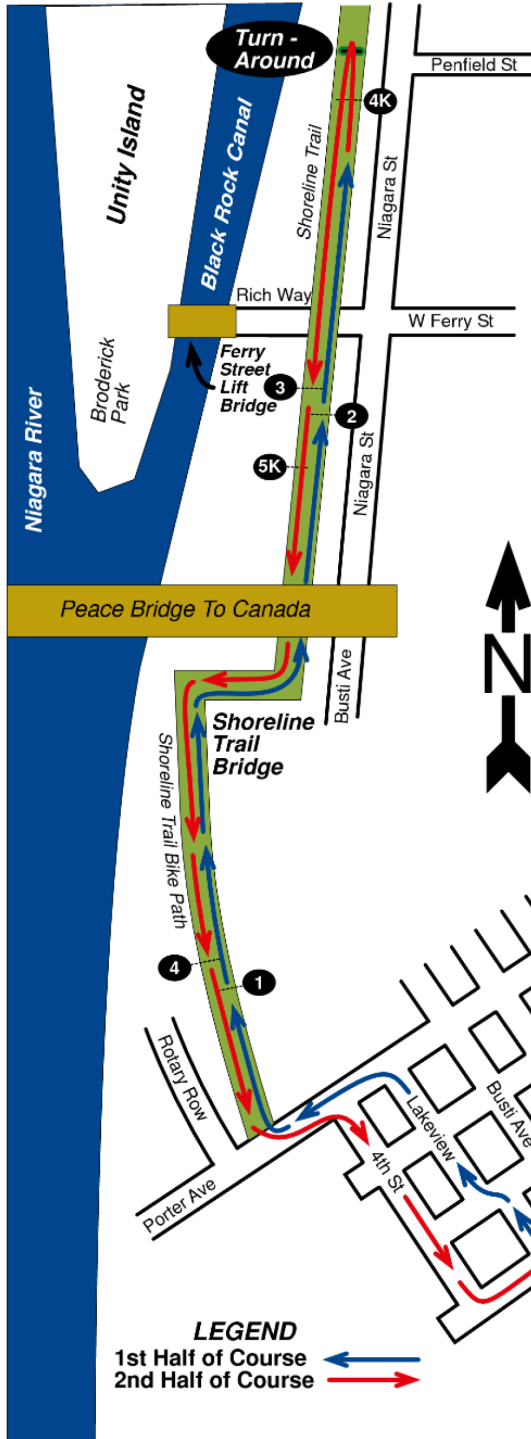 Turn -
Around
Penfield St
4K
Unity Island
Black Rock Canal
Shoreline Trail
Niagara St
Rich Way
W Ferry St
Broderick
Park
Ferry
Street
Lift
Bridge
3
2
5K
Niagara St
Niagara River
Peace Bridge To Canada
N
Busti Ave
Shoreline
Trail
Bridge
Shoreline Trail Bike Path
4
1
Rotary Row
Porter Ave
Lakeview
Busti Ave
4th St
LEGEND
1st Half of Course
2nd Half of Course